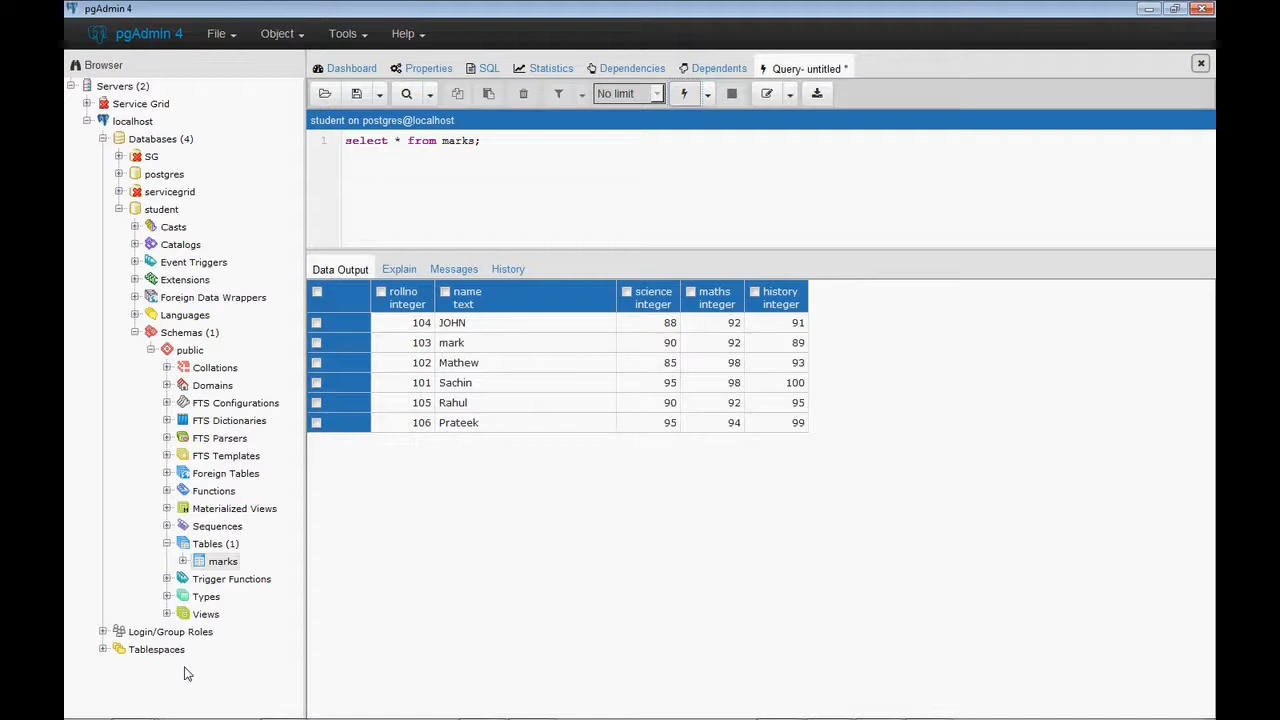 pgAdmin 4
pgAdmin 4 File Object Tools Help
Browser
Servers (2)
Service Grid
localhost
Databases (4)
SG
postgres
servicegrid
student
Casts
Catalogs
Event Triggers
Extensions
Foreign Data Wrappers
Languages
Schemas (1)
public
Collations
Domains
FTS Configurations
FTS Dictionaries
FTS Parsers
FTS Templates
Foreign Tables
Functions
Materialized Views
Sequences
Tables (1)
marks
Trigger Functions
Types
Views
Login/Group Roles
Tablespaces
Dashboard Properties SQL Statistics Dependencies Dependents Query- untitled *
No limit
student on postgres@localhost
1 select * from marks;
Data Output Explain Messages History
rollno name science maths history
integer text integer integer integer
104 JOHN 88 92 91
103 mark 90 92 89
102 Mathew 85 98 93
101 Sachin 95 98 100
105 Rahul 90 92 95
106 Prateek 95 94 99